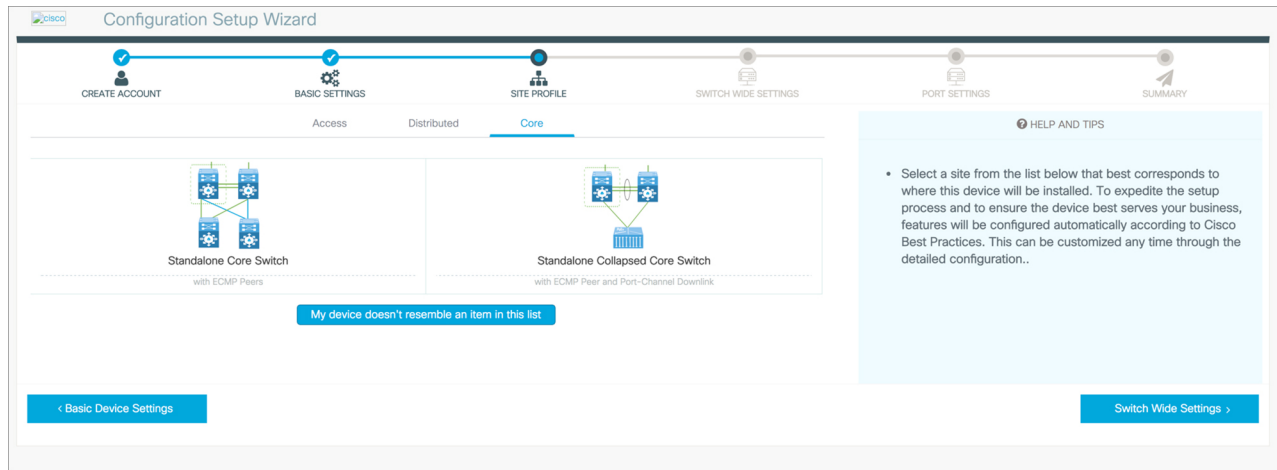 cisco
Configuration Setup Wizard
CREATE ACCOUNT
BASIC SETTINGS
SITE PROFILE
SWITCH WIDE SETTINGS
PORT SETTINGS
SUMMARY
Access
Distributed
Core
Standalone Core Switch
with ECMP Peers
Standalone Collapsed Core Switch
with ECMP Peer and Port-Channel Downlink
My device doesn't resemble an item in this list
HELP AND TIPS
• Select a site from the list below that best corresponds to
where this device will be installed. To expedite the setup
process and to ensure the device best serves your business,
features will be configured automatically according to Cisco
Best Practices. This can be customized any time through the
detailed configuration..
‹ Basic Device Settings
Switch Wide Settings ›